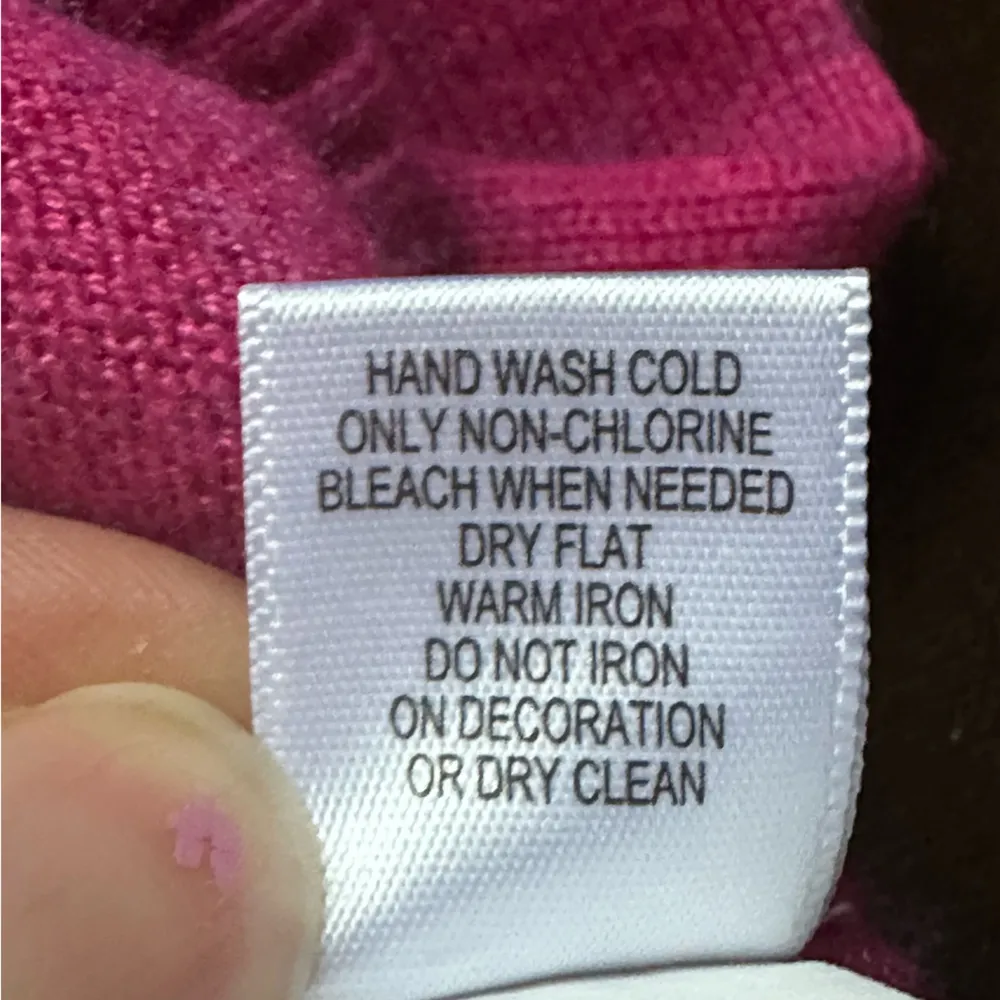 HAND WASH COLD
ONLY NON-CHLORINE
BLEACH WHEN NEEDED
DRY FLAT
WARM IRON
DO NOT IRON
ON DECORATION
OR DRY CLEAN